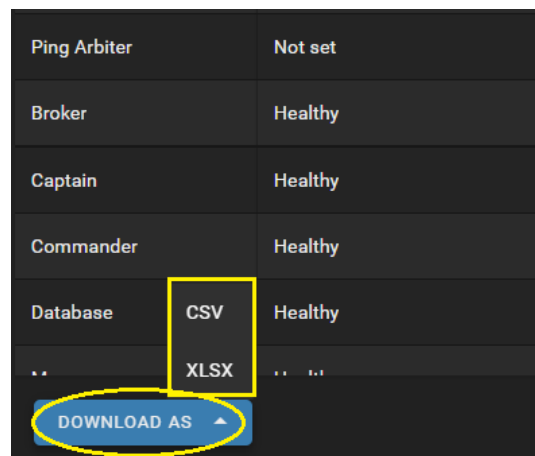 Ping Arbiter Not set
Broker Healthy
Captain Healthy
Commander Healthy
Database CSV Healthy
XLSX
DOWNLOAD AS